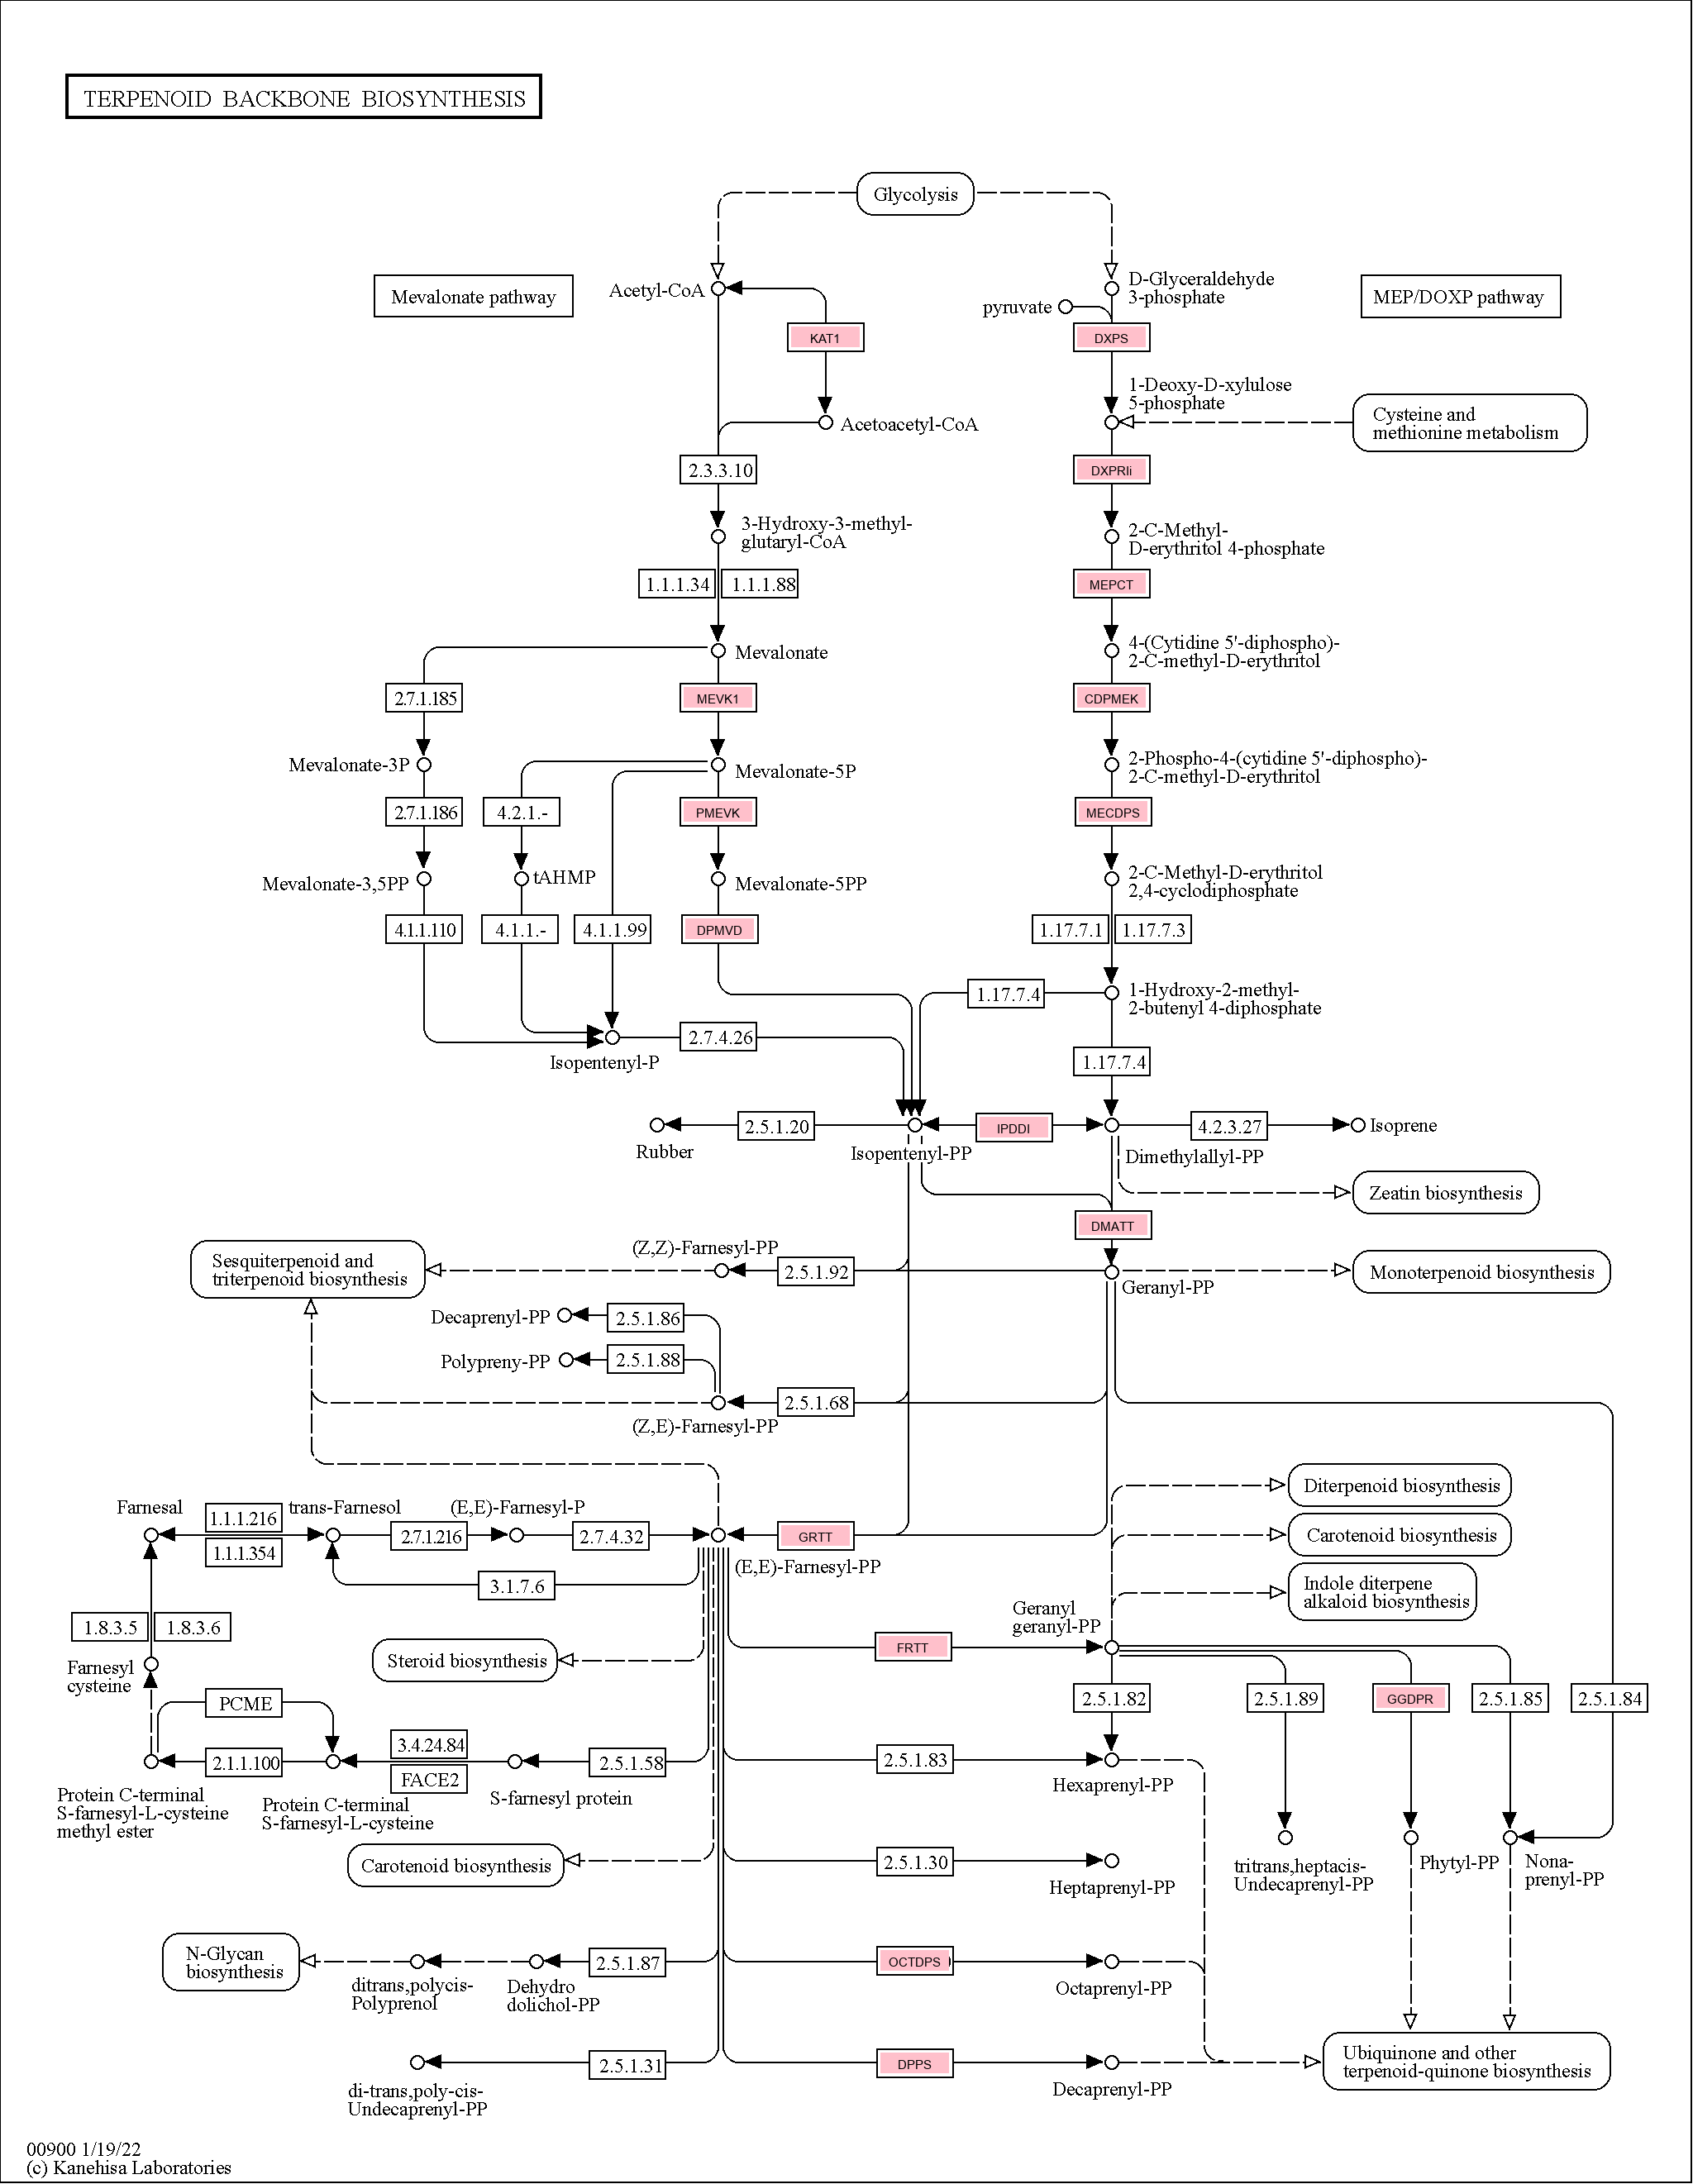 TERPENOID BACKBONE BIOSYNTHESIS
Glycolysis
Mevalonate pathway
Acetyl-CoA
D-Glyceraldehyde
3-phosphate
MEP/DOXP pathway
pyruvate
KAT1
DXPS
1-Deoxy-D-xylulose
5-phosphate
Acetoacetyl-CoA
Cysteine and
methionine metabolism
2.3.3.10
DXPRIi
3-Hydroxy-3-methyl-
glutaryl-CoA
2-C-Methyl-
D-erythritol 4-phosphate
1.1.1.34
1.1.1.88
MEPCT
Mevalonate
4-(Cytidine 5'-diphospho)-
2-C-methyl-D-erythritol
2.7.1.185
MEVK1
CDPMEK
Mevalonate-3P
Mevalonate-5P
2-Phospho-4-(cytidine 5'-diphospho)-
2-C-methyl-D-erythritol
2.7.1.186
4.2.1.-
PMEVK
MECDPS
Mevalonate-3,5PP
tAHMP
Mevalonate-5PP
2-C-Methyl-D-erythritol
2,4-cyclodiphosphate
4.1.1.110
4.1.1.-
4.1.1.99
DPMVD
1.17.7.1
1.17.7.3
1.17.7.4
1-Hydroxy-2-methyl-
2-butenyl 4-diphosphate
Isopentenyl-P
2.7.4.26
1.17.7.4
Rubber
2.5.1.20
Isopentenyl-PP
IPDDI
Dimethylallyl-PP
4.2.3.27
Isoprene
Zeatin biosynthesis
DMATT
Sesquiterpenoid and
triterpenoid biosynthesis
(Z,Z)-Farnesyl-PP
2.5.1.92
Geranyl-PP
Monoterpenoid biosynthesis
Decaprenyl-PP
2.5.1.86
Polypreny-PP
2.5.1.88
2.5.1.68
(Z,E)-Farnesyl-PP
Diterpenoid biosynthesis
Farnesal
1.1.1.216
trans-Farnesol
(E,E)-Farnesyl-P
2.7.1.216
2.7.4.32
GRTT
Carotenoid biosynthesis
1.1.1.354
(E,E)-Farnesyl-PP
3.1.7.6
Indole diterpene
alkaloid biosynthesis
1.8.3.5
1.8.3.6
Geranyl
geranyl-PP
Steroid biosynthesis
FRTT
Farnesyl
cysteine
PCME
2.5.1.82
2.5.1.89
GGDPR
2.5.1.85
2.5.1.84
3.4.24.84
2.1.1.100
2.5.1.58
2.5.1.83
FACE2
Hexaprenyl-PP
Protein C-terminal
S-farnesyl-L-cysteine
methyl ester
Protein C-terminal
S-farnesyl-L-cysteine
S-farnesyl protein
Carotenoid biosynthesis
2.5.1.30
Heptaprenyl-PP
tritrans,heptacis-
Undecaprenyl-PP
Phytyl-PP
Nona-
prenyl-PP
N-Glycan
biosynthesis
ditrans,polycis-
Polyprenol
Dehydro
dolichol-PP
2.5.1.87
OCTDPS
Octaprenyl-PP
2.5.1.31
DPPS
Decaprenyl-PP
Ubiquinone and other
terpenoid-quinone biosynthesis
di-trans,poly-cis-
Undecaprenyl-PP
00900 1/19/22
(c) Kanehisa Laboratories